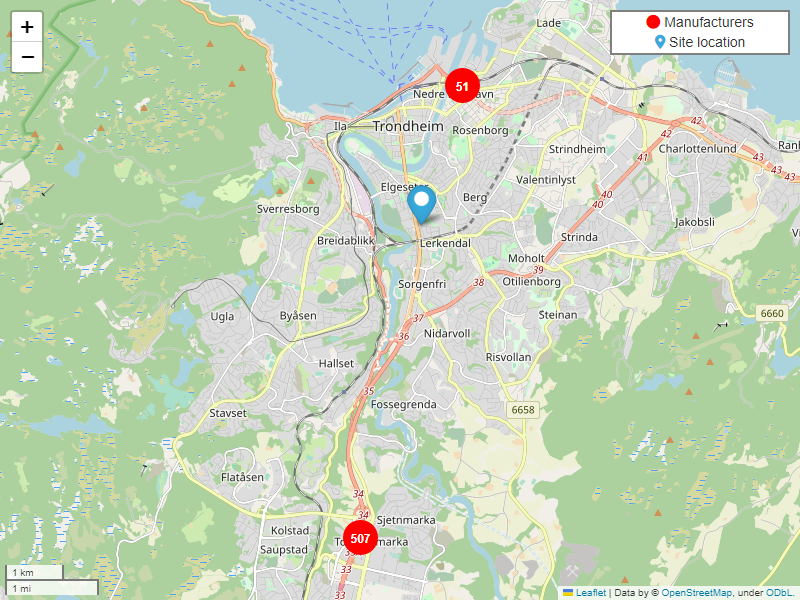 +
−
Manufacturers
Site location
Lade
51
Nedre
avn
Ila
Trondheim
Rosenborg
42
42
43
43
43
41
Strindheim
Charlottenlund
Ranh
Valentinlyst
Elgeseter
Berg
40
40
Sverresborg
Jakobsli
Breidablikk
Lerkendal
Strinda
Vi
Moholt
39
Otilienborg
38
Sorgenfri
6660
Ugla
Byåsen
37
Steinan
36
Nidarvoll
Risvollan
Hallset
35
Fossegrenda
Stavset
6658
Flatåsen
34
34
Sjetnmarka
Kolstad
507
To
marka
Saupstad
33
33
33
1 km
1 mi
Leaflet | Data by © OpenStreetMap, under ODbL.